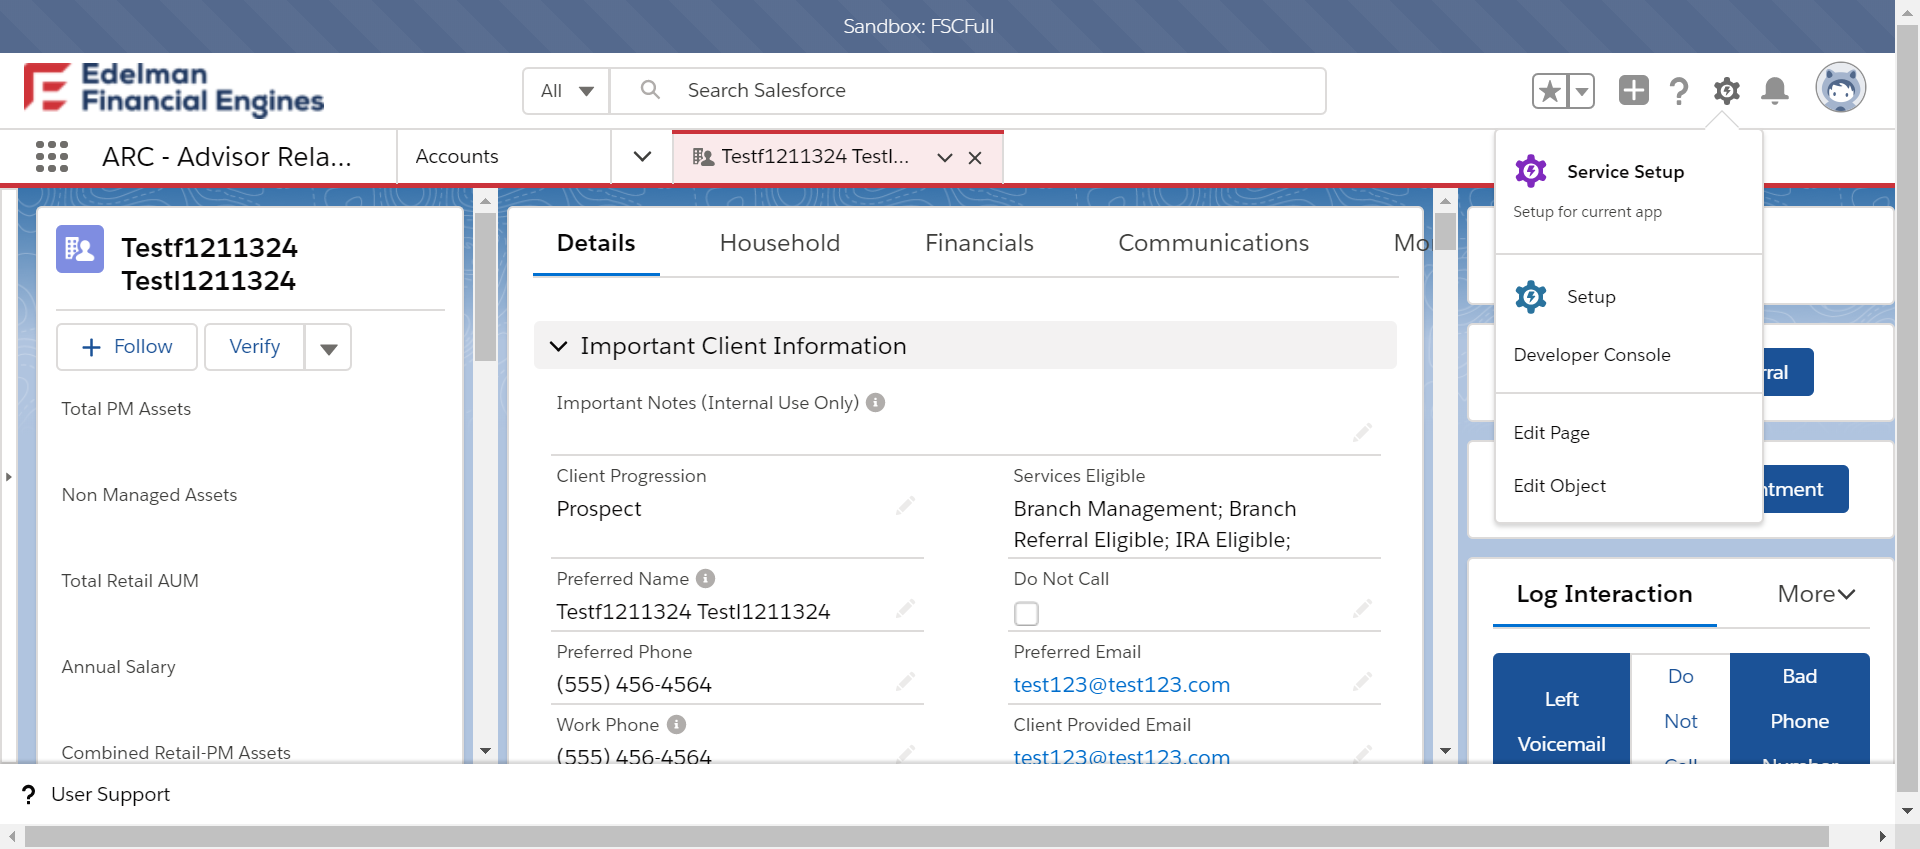 Sandbox: FSCFull
Edelman
Financial Engines
All
Search Salesforce
ARC - Advisor Rela...
Accounts
Testf1211324 Testl...
Service Setup
Setup for current app
Setup
Developer Console
Edit Page
Edit Object
Testf1211324
Testl1211324
Follow
Verify
Total PM Assets
Non Managed Assets
Total Retail AUM
Annual Salary
Combined Retail-PM Assets
Details
Household
Financials
Communications
Mo
Important Client Information
Important Notes (Internal Use Only)
Client Progression
Prospect
Services Eligible
Branch Management; Branch
Referral Eligible; IRA Eligible;
Preferred Name
Testf1211324 Testl1211324
Do Not Call
Preferred Phone
(555) 456-4564
Preferred Email
test123@test123.com
Work Phone
(555) 456-4564
Client Provided Email
test123@test123.com
rral
ntment
Log Interaction
More
Left
Voicemail
Do
Not
Call
Bad
Phone
Number
User Support